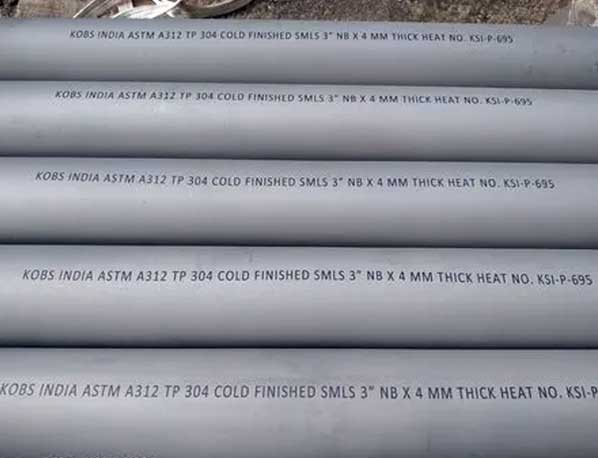 KOBS INDIA ASTM A312 TP 304 COLD FINISHED SMLS 3" NB X 4 MM THICK HEAT NO. KSI-P-695
KOBS INDIA ASTM A312 TP 304 COLD FINISHED SMLS 3" NB X 4 MM THICK HEAT NO. KSI-P-695
KOBS INDIA ASTM A312 TP 304 COLD FINISHED SMLS 3" NB X 4 MM THICK HEAT NO. KSI-P-695
KOBS INDIA ASTM A312 TP 304 COLD FINISHED SMLS 3" NB X 4 MM THICK HEAT NO. KSI-P-695
KOBS INDIA ASTM A312 TP 304 COLD FINISHED SMLS 3" NB X 4 MM THICK HEAT NO. KSI-P